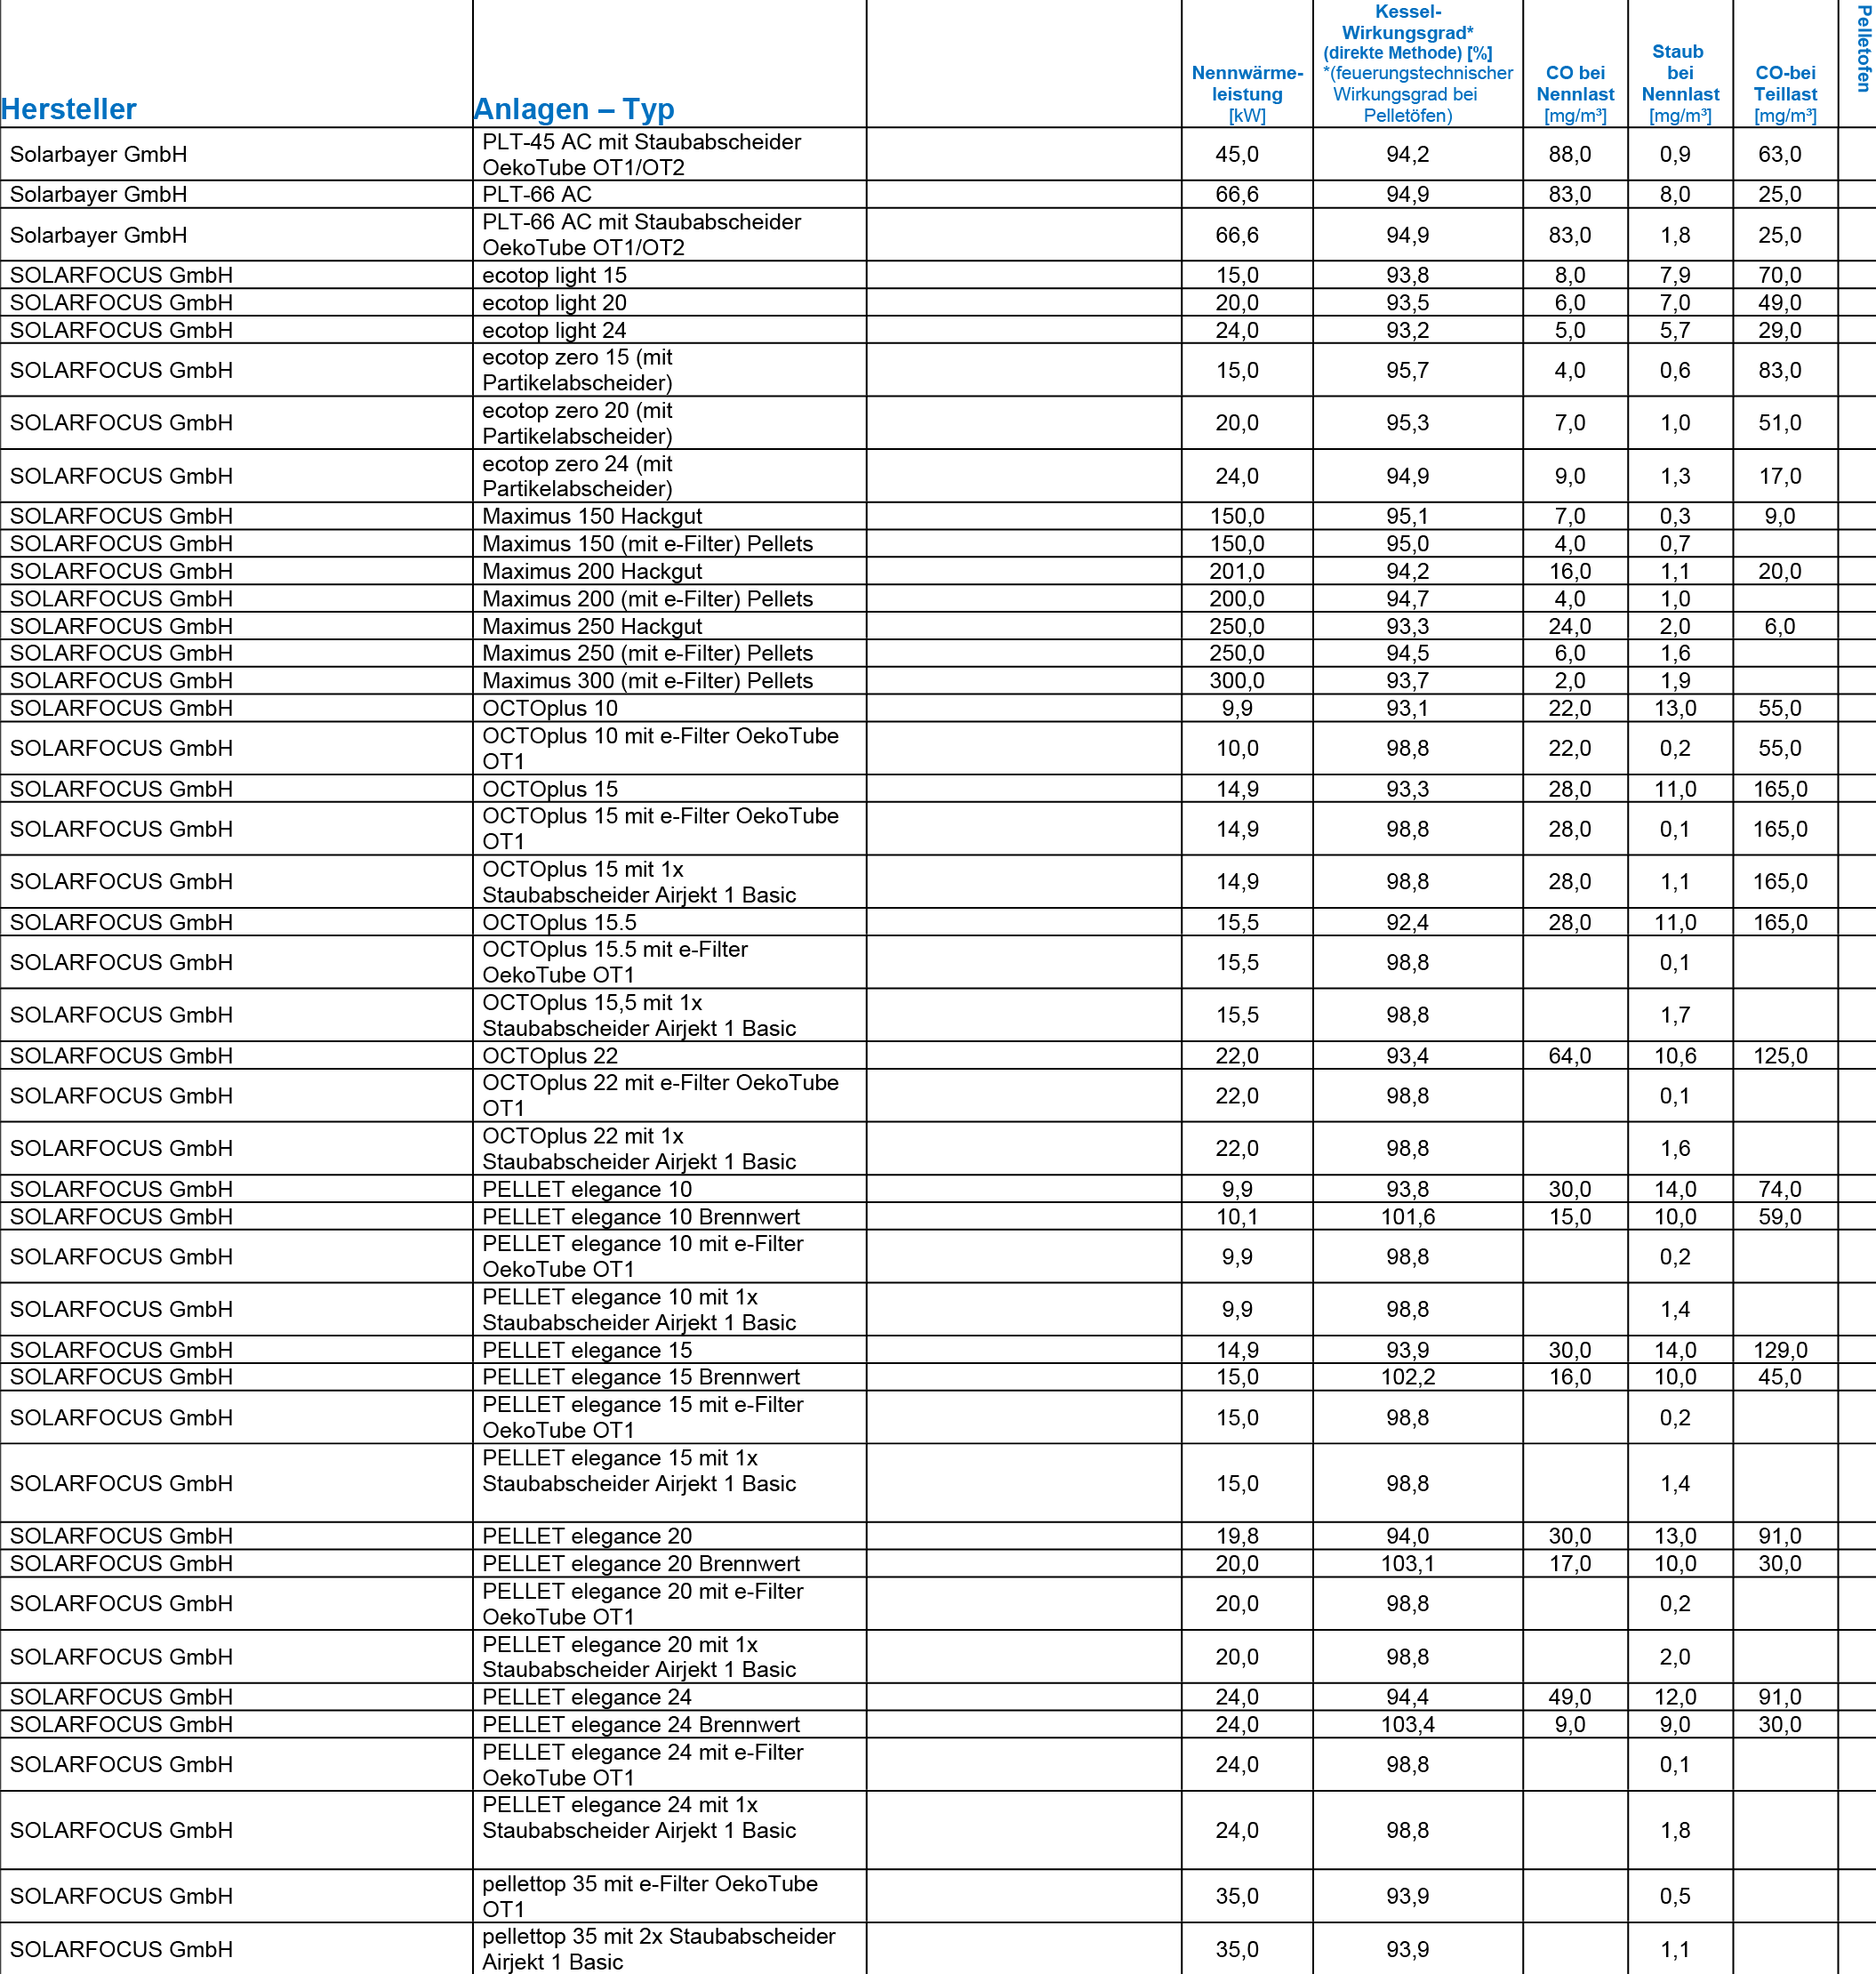 Hersteller
Anlagen – Typ
Nennwärme-
leistung
[kW]
Kessel-
Wirkungsgrad*
(direkte Methode) [%]
*(feuerungstechnischer
Wirkungsgrad bei
Pelletöfen)
CO bei
Nennlast
[mg/m³]
Staub
bei
Nennlast
[mg/m³]
CO-bei
Teillast
[mg/m³]
Pelletofen
Solarbayer GmbH
PLT-45 AC mit Staubabscheider
OekoTube OT1/OT2
45,0 94,2 88,0 0,9 63,0
Solarbayer GmbH PLT-66 AC 66,6 94,9 83,0 8,0 25,0
Solarbayer GmbH
PLT-66 AC mit Staubabscheider
OekoTube OT1/OT2
66,6 94,9 83,0 1,8 25,0
SOLARFOCUS GmbH ecotop light 15 15,0 93,8 8,0 7,9 70,0
SOLARFOCUS GmbH ecotop light 20 20,0 93,5 6,0 7,0 49,0
SOLARFOCUS GmbH ecotop light 24 24,0 93,2 5,0 5,7 29,0
SOLARFOCUS GmbH
ecotop zero 15 (mit
Partikelabscheider)
15,0 95,7 4,0 0,6 83,0
SOLARFOCUS GmbH
ecotop zero 20 (mit
Partikelabscheider)
20,0 95,3 7,0 1,0 51,0
SOLARFOCUS GmbH
ecotop zero 24 (mit
Partikelabscheider)
24,0 94,9 9,0 1,3 17,0
SOLARFOCUS GmbH Maximus 150 Hackgut 150,0 95,1 7,0 0,3 9,0
SOLARFOCUS GmbH Maximus 150 (mit e-Filter) Pellets 150,0 95,0 4,0 0,7
SOLARFOCUS GmbH Maximus 200 Hackgut 201,0 94,2 16,0 1,1 20,0
SOLARFOCUS GmbH Maximus 200 (mit e-Filter) Pellets 200,0 94,7 4,0 1,0
SOLARFOCUS GmbH Maximus 250 Hackgut 250,0 93,3 24,0 2,0 6,0
SOLARFOCUS GmbH Maximus 250 (mit e-Filter) Pellets 250,0 94,5 6,0 1,6
SOLARFOCUS GmbH Maximus 300 (mit e-Filter) Pellets 300,0 93,7 2,0 1,9
SOLARFOCUS GmbH OCTOplus 10 9,9 93,1 22,0 13,0 55,0
SOLARFOCUS GmbH
OCTOplus 10 mit e-Filter OekoTube
OT1
10,0 98,8 22,0 0,2 55,0
SOLARFOCUS GmbH OCTOplus 15 14,9 93,3 28,0 11,0 165,0
SOLARFOCUS GmbH
OCTOplus 15 mit e-Filter OekoTube
OT1
14,9 98,8 28,0 0,1 165,0
SOLARFOCUS GmbH
OCTOplus 15 mit 1x
Staubabscheider Airjekt 1 Basic
14,9 98,8 28,0 1,1 165,0
SOLARFOCUS GmbH OCTOplus 15.5 15,5 92,4 28,0 11,0 165,0
SOLARFOCUS GmbH
OCTOplus 15.5 mit e-Filter
OekoTube OT1
15,5 98,8 0,1
SOLARFOCUS GmbH
OCTOplus 15,5 mit 1x
Staubabscheider Airjekt 1 Basic
15,5 98,8 1,7
SOLARFOCUS GmbH OCTOplus 22 22,0 93,4 64,0 10,6 125,0
SOLARFOCUS GmbH
OCTOplus 22 mit e-Filter OekoTube
OT1
22,0 98,8 0,1
SOLARFOCUS GmbH
OCTOplus 22 mit 1x
Staubabscheider Airjekt 1 Basic
22,0 98,8 1,6
SOLARFOCUS GmbH PELLET elegance 10 9,9 93,8 30,0 14,0 74,0
SOLARFOCUS GmbH PELLET elegance 10 Brennwert 10,1 101,6 15,0 10,0 59,0
SOLARFOCUS GmbH
PELLET elegance 10 mit e-Filter
OekoTube OT1
9,9 98,8 0,2
SOLARFOCUS GmbH
PELLET elegance 10 mit 1x
Staubabscheider Airjekt 1 Basic
9,9 98,8 1,4
SOLARFOCUS GmbH PELLET elegance 15 14,9 93,9 30,0 14,0 129,0
SOLARFOCUS GmbH PELLET elegance 15 Brennwert 15,0 102,2 16,0 10,0 45,0
SOLARFOCUS GmbH
PELLET elegance 15 mit e-Filter
OekoTube OT1
15,0 98,8 0,2
SOLARFOCUS GmbH
PELLET elegance 15 mit 1x
Staubabscheider Airjekt 1 Basic
15,0 98,8 1,4
SOLARFOCUS GmbH PELLET elegance 20 19,8 94,0 30,0 13,0 91,0
SOLARFOCUS GmbH PELLET elegance 20 Brennwert 20,0 103,1 17,0 10,0 30,0
SOLARFOCUS GmbH
PELLET elegance 20 mit e-Filter
OekoTube OT1
20,0 98,8 0,2
SOLARFOCUS GmbH
PELLET elegance 20 mit 1x
Staubabscheider Airjekt 1 Basic
20,0 98,8 2,0
SOLARFOCUS GmbH PELLET elegance 24 24,0 94,4 49,0 12,0 91,0
SOLARFOCUS GmbH PELLET elegance 24 Brennwert 24,0 103,4 9,0 9,0 30,0
SOLARFOCUS GmbH
PELLET elegance 24 mit e-Filter
OekoTube OT1
24,0 98,8 0,1
SOLARFOCUS GmbH
PELLET elegance 24 mit 1x
Staubabscheider Airjekt 1 Basic
24,0 98,8 1,8
SOLARFOCUS GmbH
pellettop 35 mit e-Filter OekoTube
OT1
35,0 93,9 0,5
SOLARFOCUS GmbH
pellettop 35 mit 2x Staubabscheider
Airjekt 1 Basic
35,0 93,9 1,1